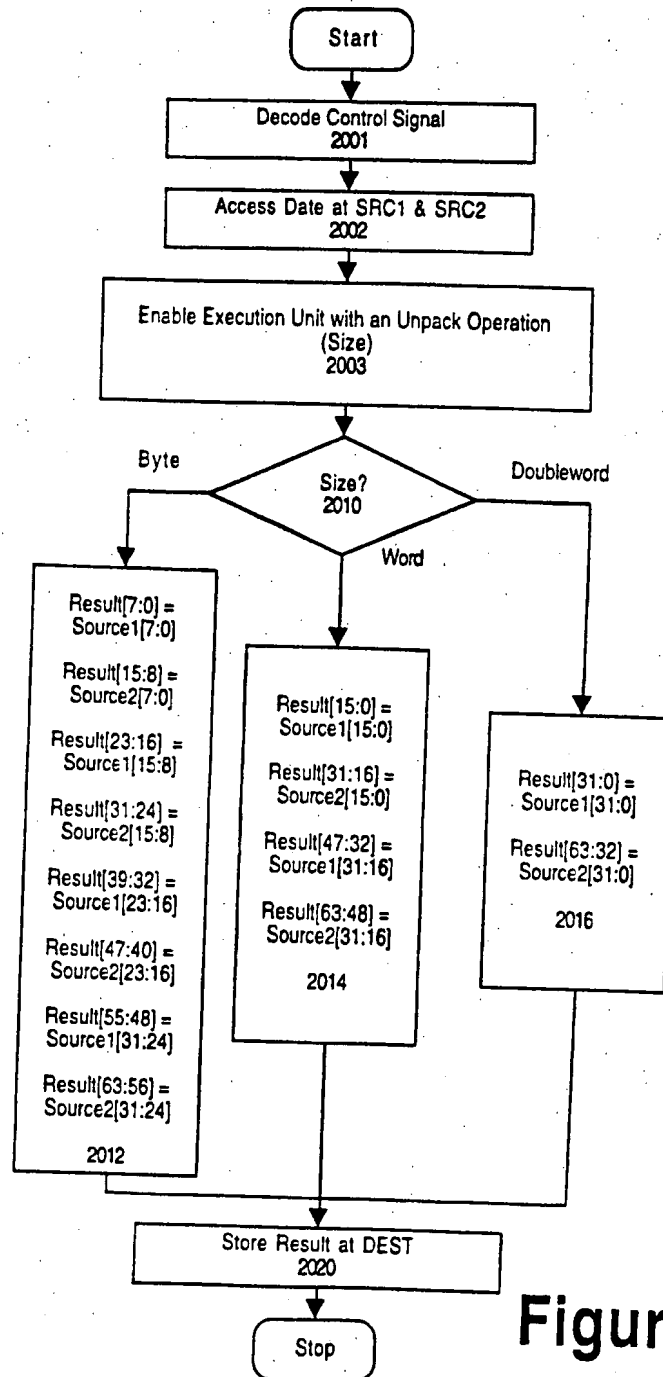 Start
Decode Control Signal
2001
Access Date at SRC1 & SRC2
2002
Enable Execution Unit with an Unpack Operation
(Size)
2003
Byte
Size?
2010
Doubleword
Word
Result[7:0] =
Source1[7:0]
Result[15:8] =
Source2[7:0]
Result[23:16] =
Source1[15:8]
Result[31:24] =
Source2[15:8]
Result[39:32] =
Source1[23:16]
Result[47:40] =
Source2[23:16]
Result[55:48] =
Source1[31:24]
Result[63:56] =
Source2[31:24]
2012
Result[15:0] =
Source1[15:0]
Result[31:16] =
Source2[15:0]
Result[47:32] =
Source1[31:16]
Result[63:48] =
Source2[31:16]
2014
Result[31:0] =
Source1[31:0]
Result[63:32] =
Source2[31:0]
2016
Store Result at DEST
2020
Stop
Figur